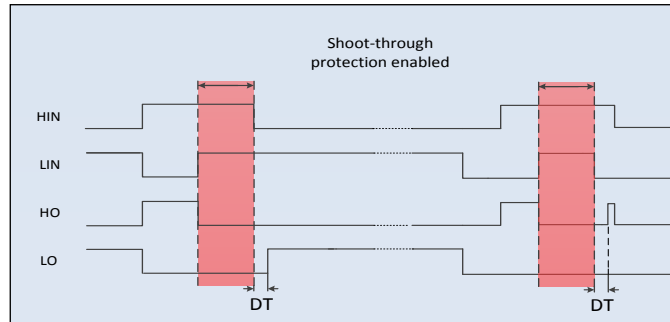 Shoot-through
protection enabled
HIN
LIN
HO
LO
DT
DT